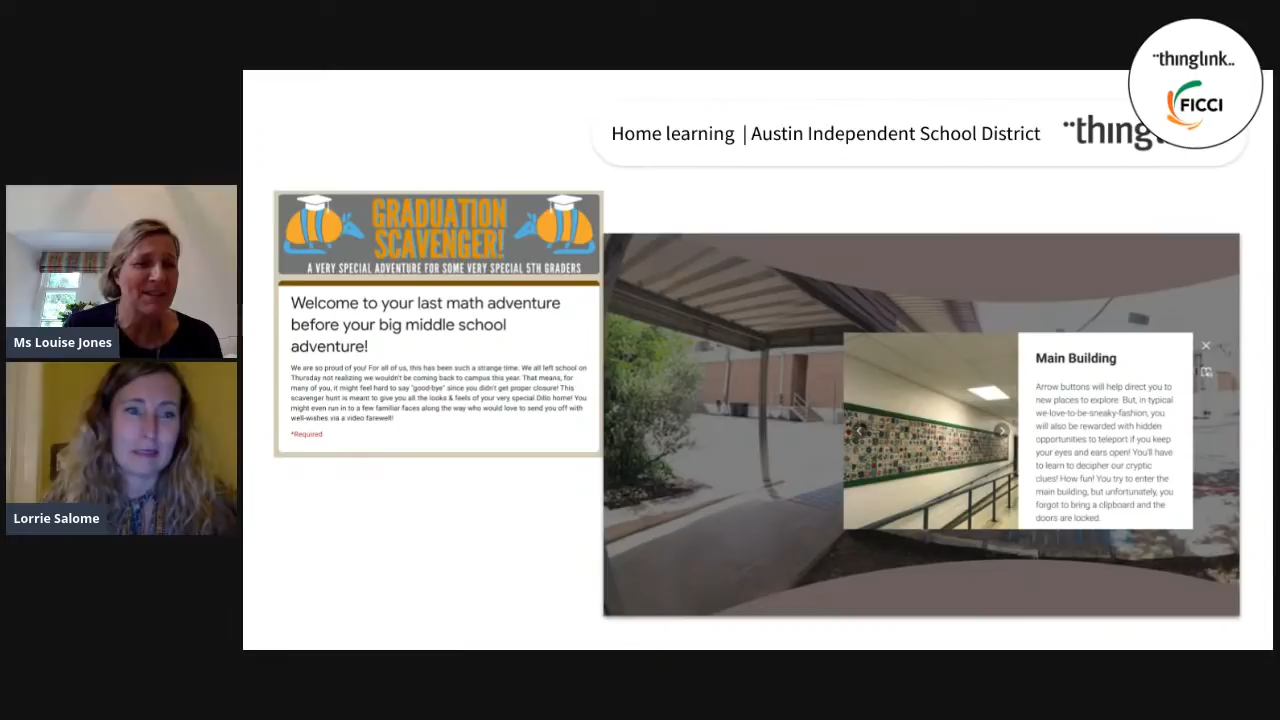 ¨thinglink..
FICCI
Home learning | Austin Independent School District
¨thing
GRADUATION
SCAVENGER!
A VERY SPECIAL ADVENTURE FOR SOME VERY SPECIAL 5TH GRADERS
Welcome to your last math adventure
before your big middle school
adventure!
We are so proud of you! For all of us, this has been such a strange time. We all left school on
Thursday not realizing we wouldn't be coming back to campus this year. That means, for
many of you, it might feel hard to say "good-bye" since you didn't get proper closure! This
scavenger hunt is meant to give you all the looks & feels of your very special Dillo home! You
might even run in to a few familiar faces along the way who would love to send you off with
well-wishes via a video farewell!
*Required
Main Building
Arrow buttons will help direct you to
new places to explore. But, in typical
we-love-to-be-sneaky-fashion, you
will also be rewarded with hidden
opportunities to teleport if you keep
your eyes and ears open! You'll have
to learn to decipher our cryptic
clues! How fun! You try to enter the
main building, but unfortunately, you
forgot to bring a clipboard and the
doors are locked.
Ms Louise Jones
Lorrie Salome